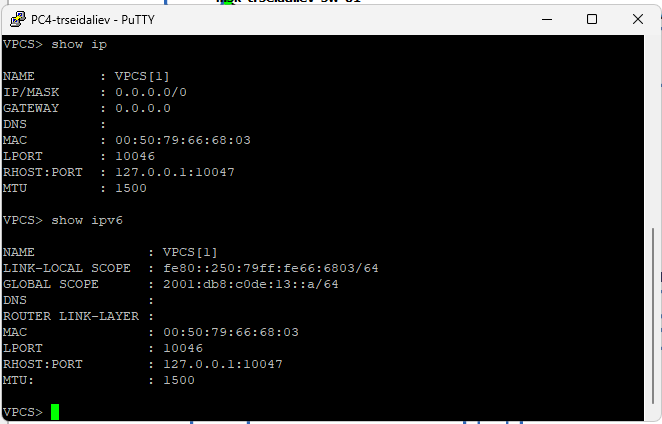 PC4-trseidaliev - PuTTY
VPCS> show ip
NAME : VPCS[1]
IP/MASK : 0.0.0.0/0
GATEWAY : 0.0.0.0
DNS :
MAC : 00:50:79:66:68:03
LPORT : 10046
RHOST:PORT : 127.0.0.1:10047
MTU : 1500
VPCS> show ipv6
NAME : VPCS[1]
LINK-LOCAL SCOPE : fe80::250:79ff:fe66:6803/64
GLOBAL SCOPE : 2001:db8:c0de:13::a/64
DNS :
ROUTER LINK-LAYER :
MAC : 00:50:79:66:68:03
LPORT : 10046
RHOST:PORT : 127.0.0.1:10047
MTU: : 1500
VPCS>